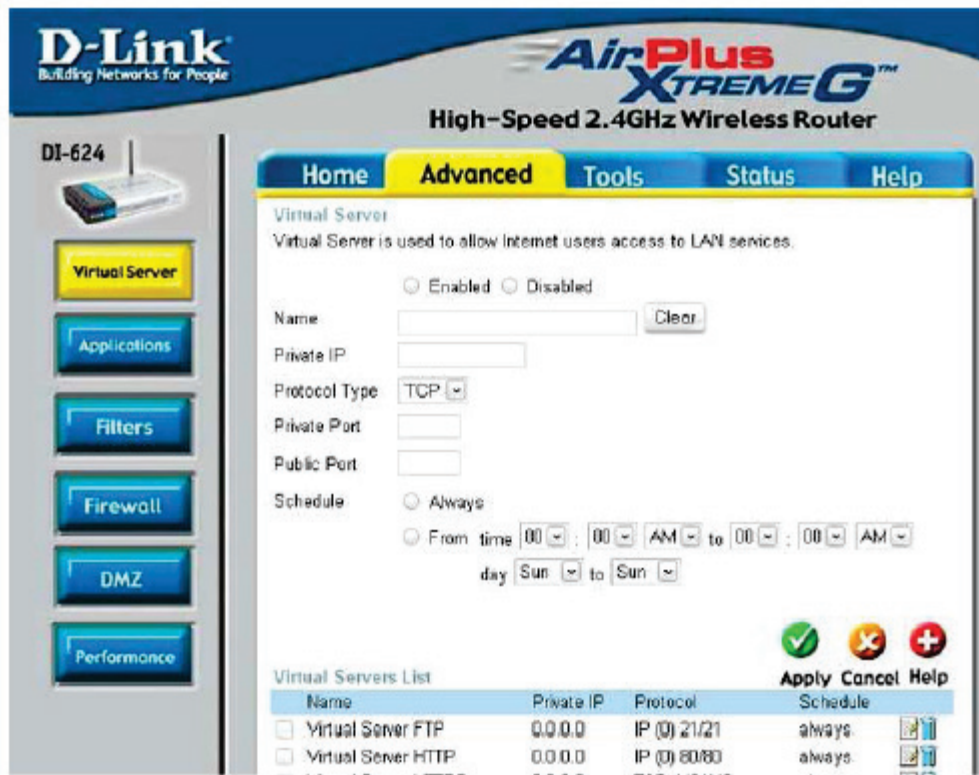 D-Link
Building Networks for People
AirPlus
XTREME G™
High-Speed 2.4GHz Wireless Router
DI-624
Home Advanced Tools Status Help
Virtual Server
Applications
Filters
Firewall
DMZ
Performance
Virtual Server
Virtual Server is used to allow Internet users access to LAN services.
Enabled Disabled
Name Clear
Private IP
Protocol Type TCP
Private Port
Public Port
Schedule Always
From time 00 : 00 AM to 00 : 00 AM
day Sun to Sun
Apply Cancel Help
Virtual Servers List
Name Private IP Protocol Schedule
Virtual Server FTP 0.0.0.0 IP (0) 21/21 always
Virtual Server HTTP 0.0.0.0 IP (0) 80/80 always